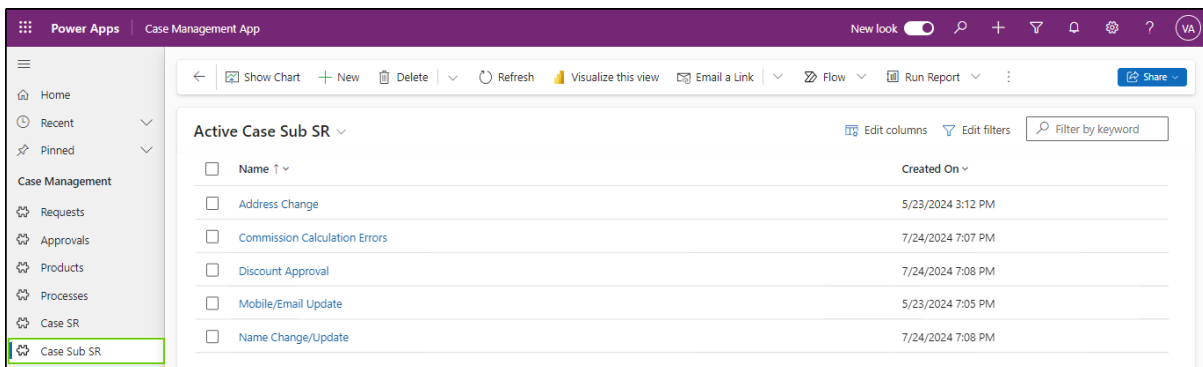 Power Apps Case Management App New look ? VA
Show Chart New Delete Refresh Visualize this view Email a Link Flow Run Report Share
Home
Recent
Pinned
Case Management
Requests
Approvals
Products
Processes
Case SR
Case Sub SR
Active Case Sub SR Edit columns Edit filters Filter by keyword
Name ↑ Created On
Address Change 5/23/2024 3:12 PM
Commission Calculation Errors 7/24/2024 7:07 PM
Discount Approval 7/24/2024 7:08 PM
Mobile/Email Update 5/23/2024 7:05 PM
Name Change/Update 7/24/2024 7:08 PM